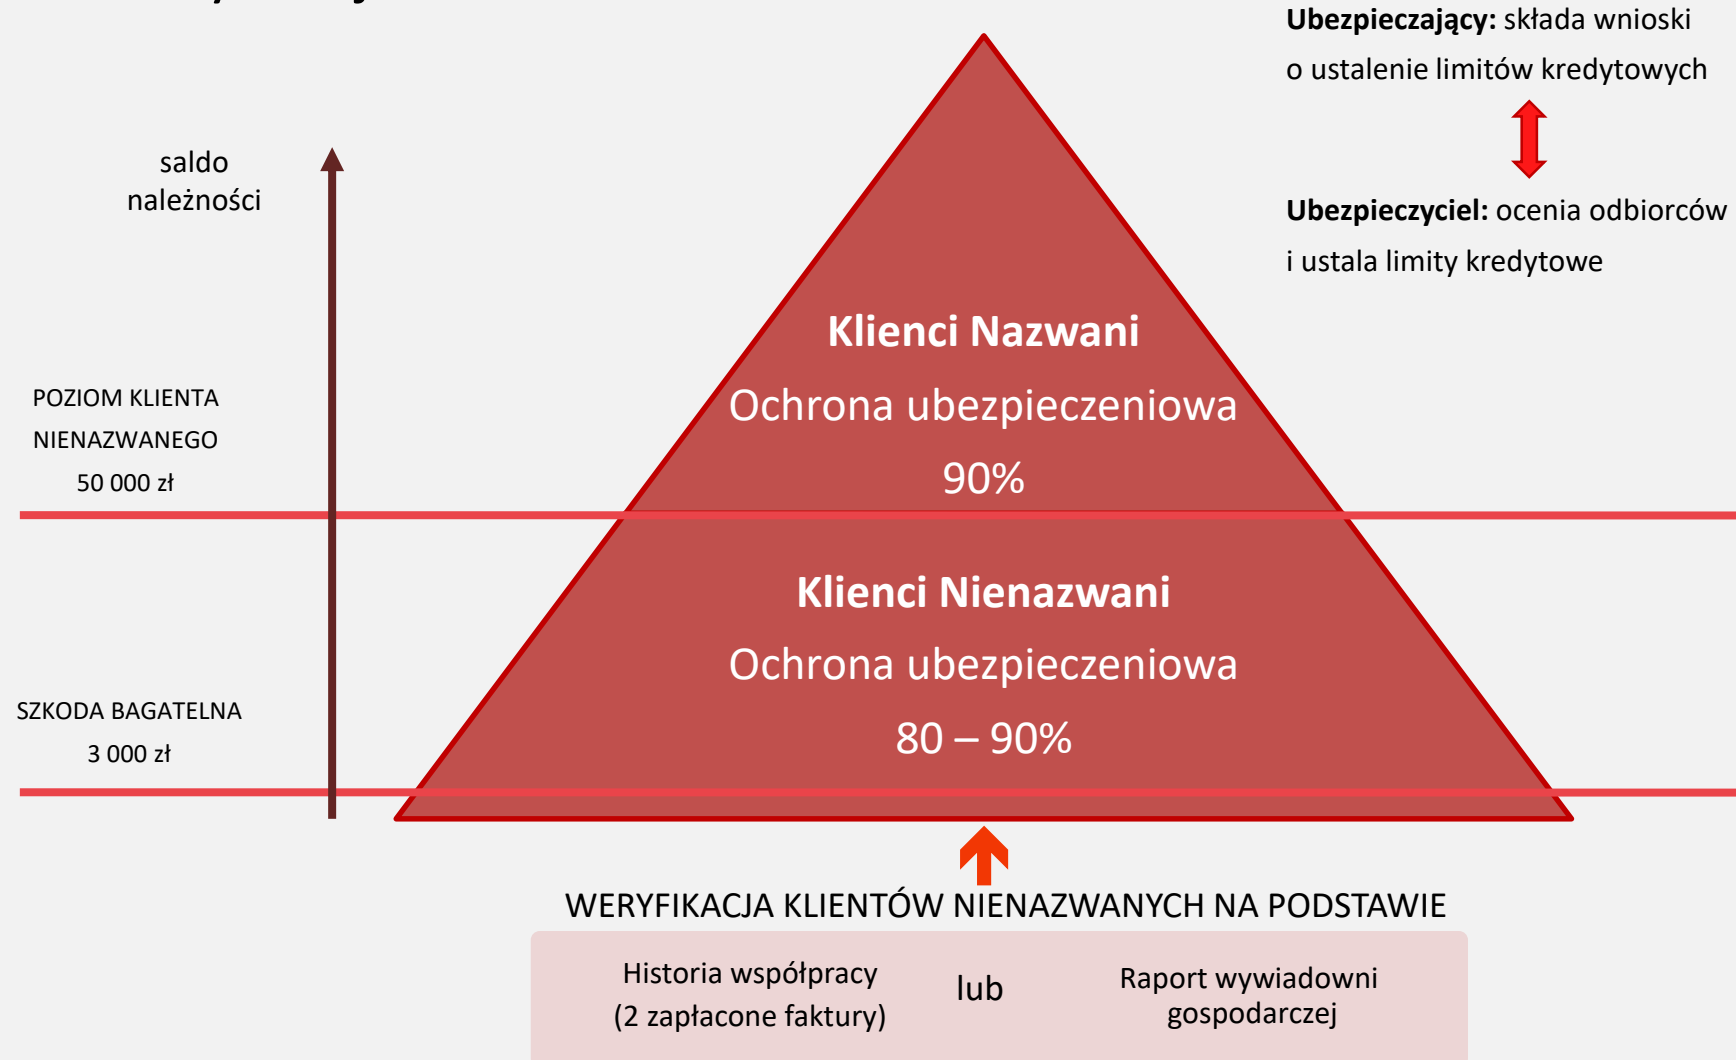 Ubezpieczający: składa wnioski
o ustalenie limitów kredytowych
Ubezpieczyciel: ocenia odbiorców
i ustala limity kredytowe
saldo
należności
POZIOM KLIENTA
NIENAZWANEGO
50 000 zł
SZKODA BAGATELNA
3 000 zł
Klienci Nazwani
Ochrona ubezpieczeniowa
90%
Klienci Nienazwani
Ochrona ubezpieczeniowa
80 – 90%
WERYFIKACJA KLIENTÓW NIENAZWANYCH NA PODSTAWIE
Historia współpracy
(2 zapłacone faktury)
lub
Raport wywiadowni
gospodarczej